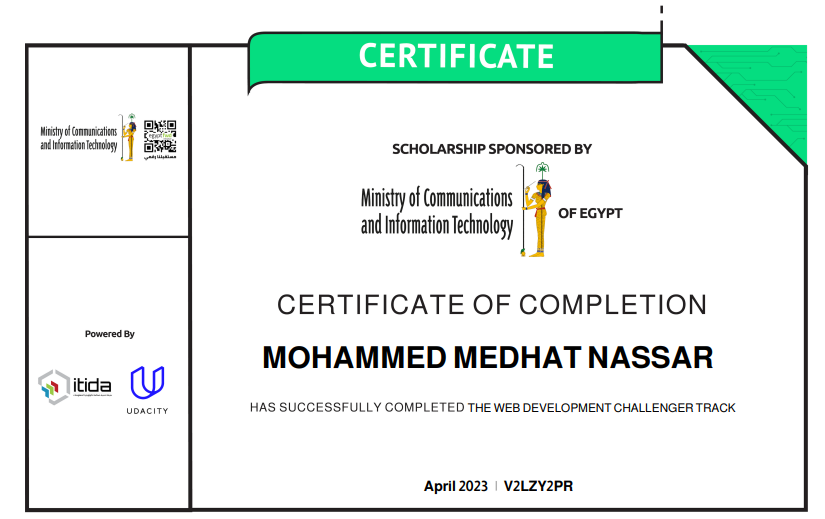 CERTIFICATE
Ministry of Communications
and Information Technology
egypt
مستقبلنا رقمي
SCHOLARSHIP SPONSORED BY
Ministry of Communications
and Information Technology
OF EGYPT
CERTIFICATE OF COMPLETION
MOHAMMED MEDHAT NASSAR
HAS SUCCESSFULLY COMPLETED THE WEB DEVELOPMENT CHALLENGER TRACK
Powered By
itida
UDACITY
April 2023 | V2LZY2PR